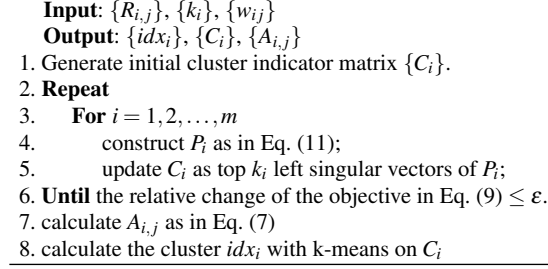 Input: {R_{i,j}}, {k_i}, {w_{ij}}
Output: {idx_i}, {C_i}, {A_{i,j}}
1. Generate initial cluster indicator matrix {C_i}.
2. Repeat
3. For i = 1,2,...,m
4. construct P_i as in Eq. (11);
5. update C_i as top k_i left singular vectors of P_i;
6. Until the relative change of the objective in Eq. (9) ≤ ε.
7. calculate A_{i,j} as in Eq. (7)
8. calculate the cluster idx_i with k-means on C_i